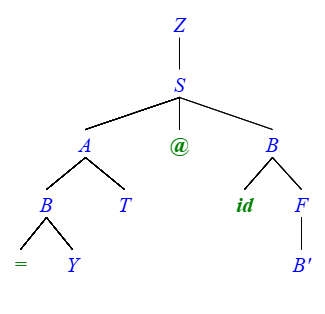 Z
S
A @ B
B T id F
= Y B'